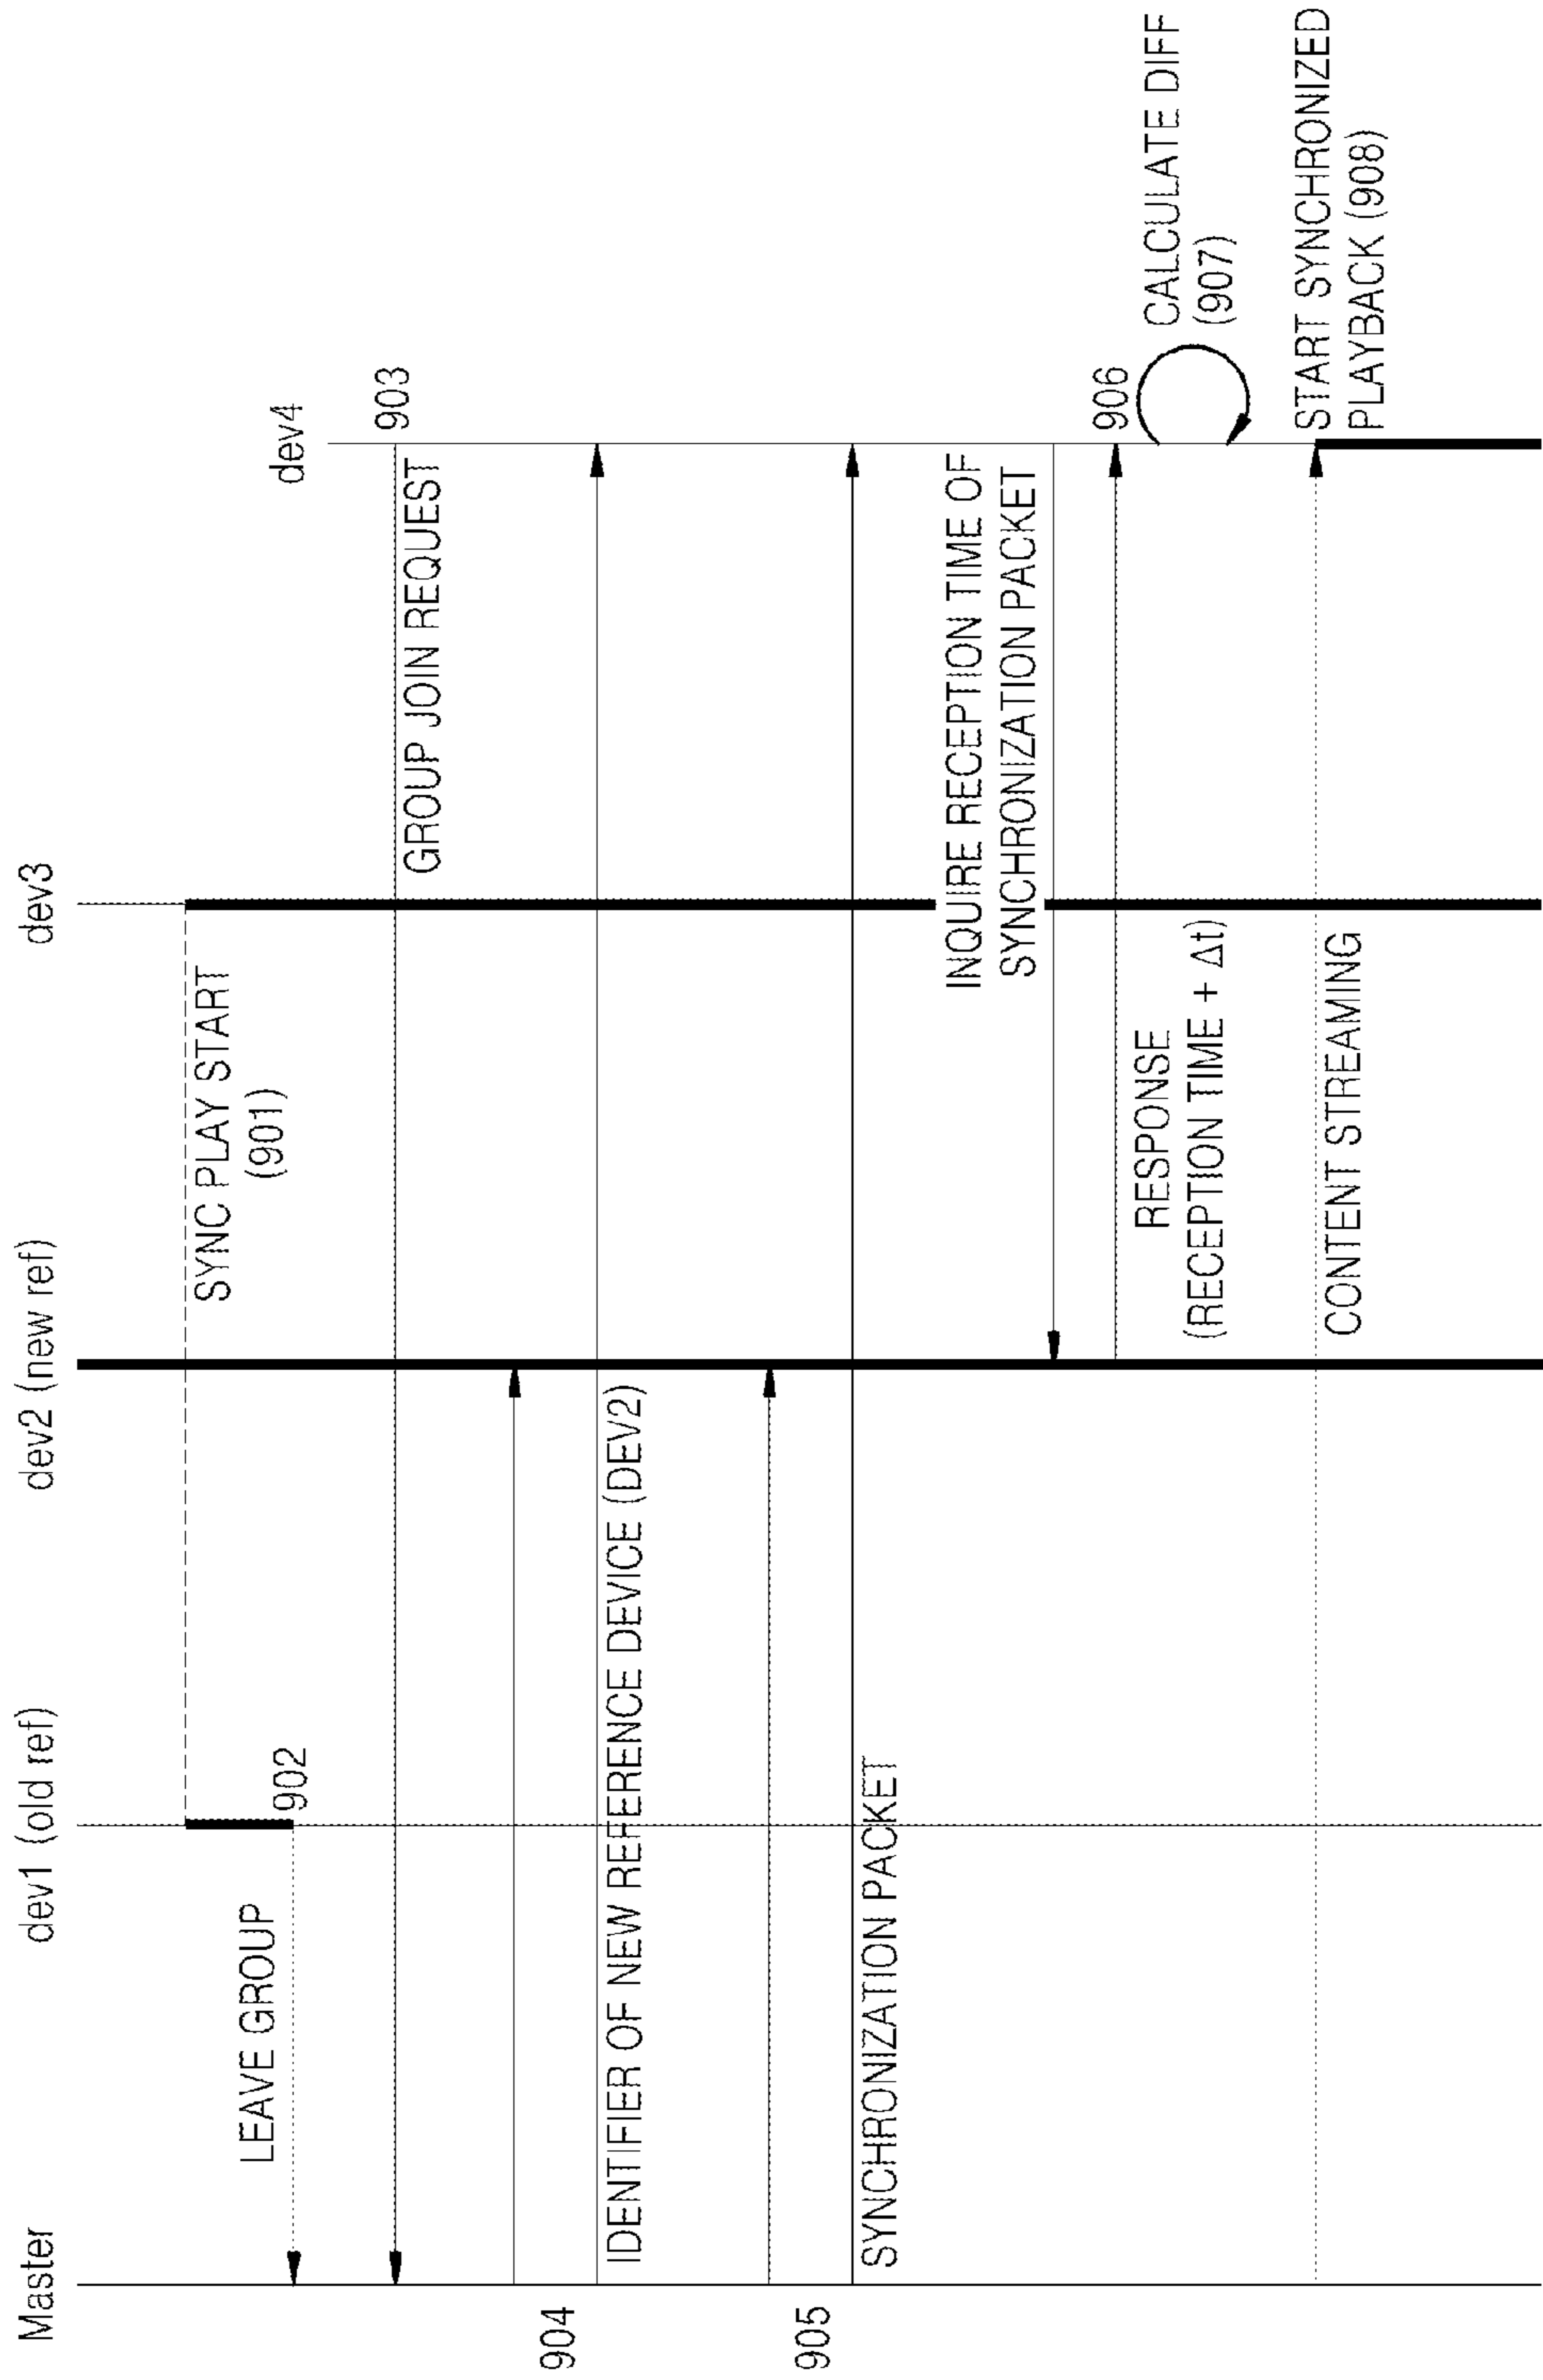 Master
dev1 (old ref)
dev2 (new ref)
dev3
SYNC PLAY START
(901)
LEAVE GROUP
902
dev4
903
GROUP JOIN REQUEST
904
IDENTIFIER OF NEW REFERENCE DEVICE (DEV2)
905
SYNCHRONIZATION PACKET
INQUIRE RECEPTION TIME OF
SYNCHRONIZATION PACKET
906
RESPONSE
(RECEPTION TIME + Δt)
CALCULATE DIFF
(907)
CONTENT STREAMING
START SYNCHRONIZED
PLAYBACK (908)